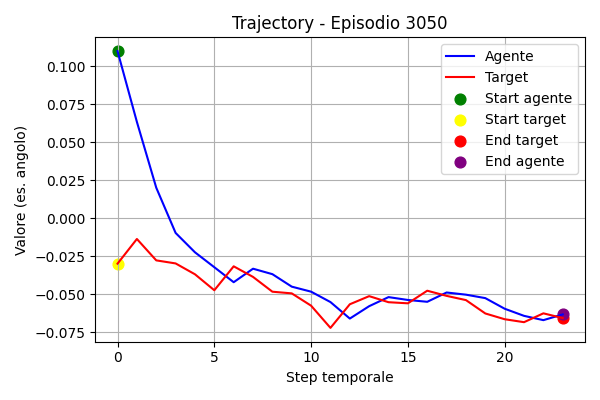 Trajectory - Episodio 3050
Agente
Target
Start agente
Start target
End target
End agente
Valore (es. angolo)
0.100
0.075
0.050
0.025
0.000
−0.025
−0.050
−0.075
0 5 10 15 20
Step temporale